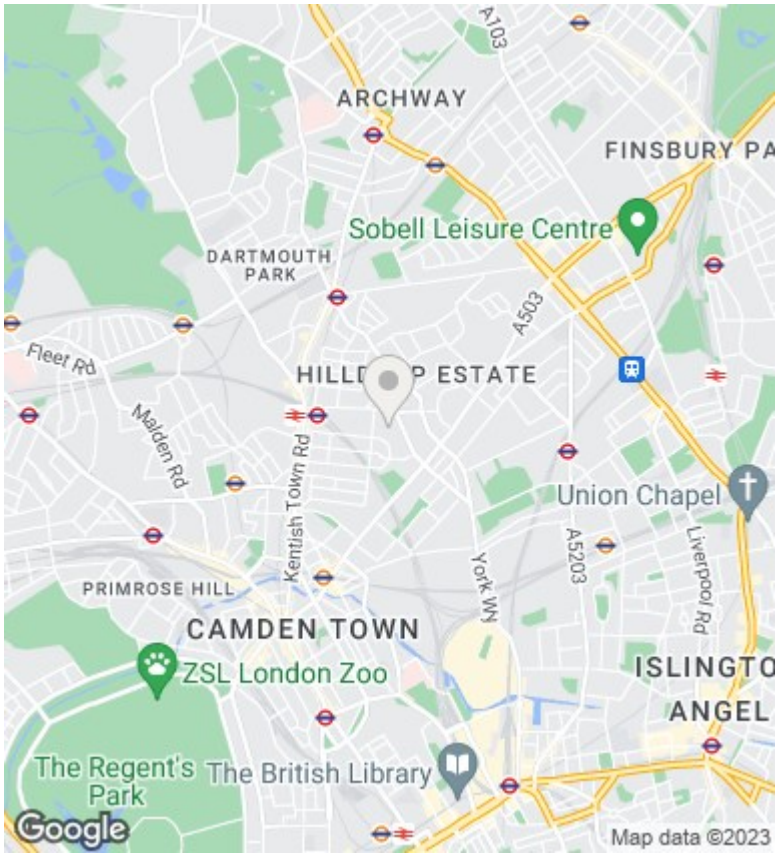 A103
ARCHWAY
FINSBURY PA
Sobell Leisure Centre
DARTMOUTH
PARK
A503
Fleet Rd
HILLD P ESTATE
Malden Rd
Kentish Town Rd
Union Chapel
A5203
Liverpool Rd
York Wy
PRIMROSE HILL
CAMDEN TOWN
ZSL London Zoo
ISLINGTO
ANGEL
The Regent's
Park
The British Library
Google
Map data ©2023